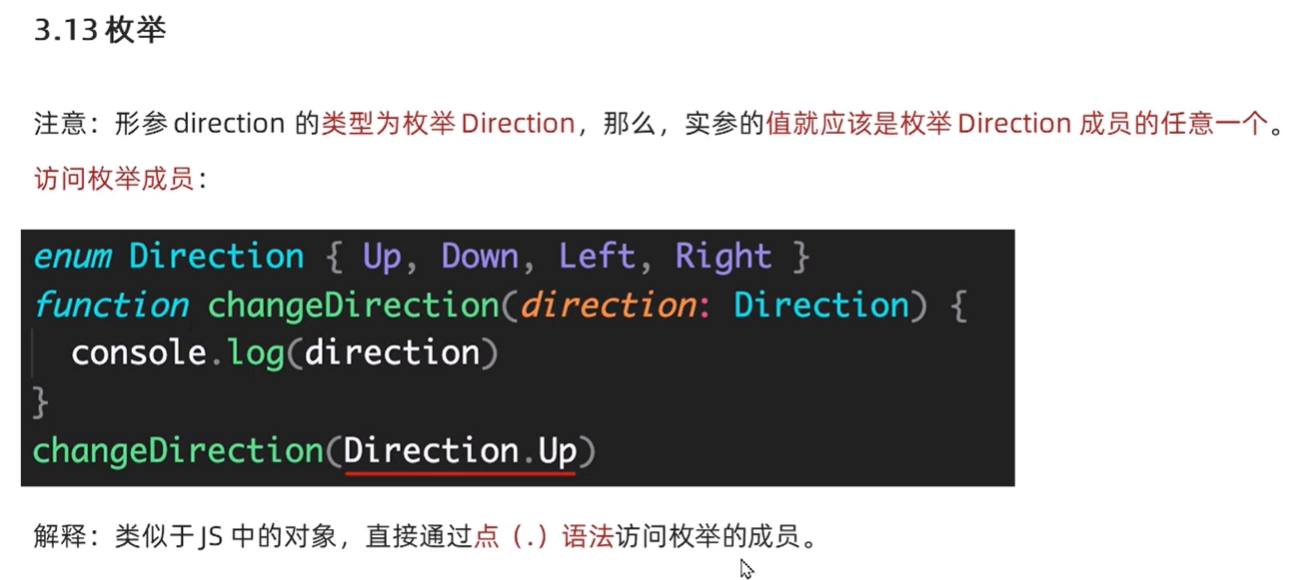 3.13 枚举
注意：形参 direction 的类型为枚举 Direction，那么，实参的值就应该是枚举 Direction 成员的任意一个。
访问枚举成员：
enum Direction { Up, Down, Left, Right }
function changeDirection(direction: Direction) {
  console.log(direction)
}
changeDirection(Direction.Up)
解释：类似于 JS 中的对象，直接通过点（.）语法访问枚举的成员。